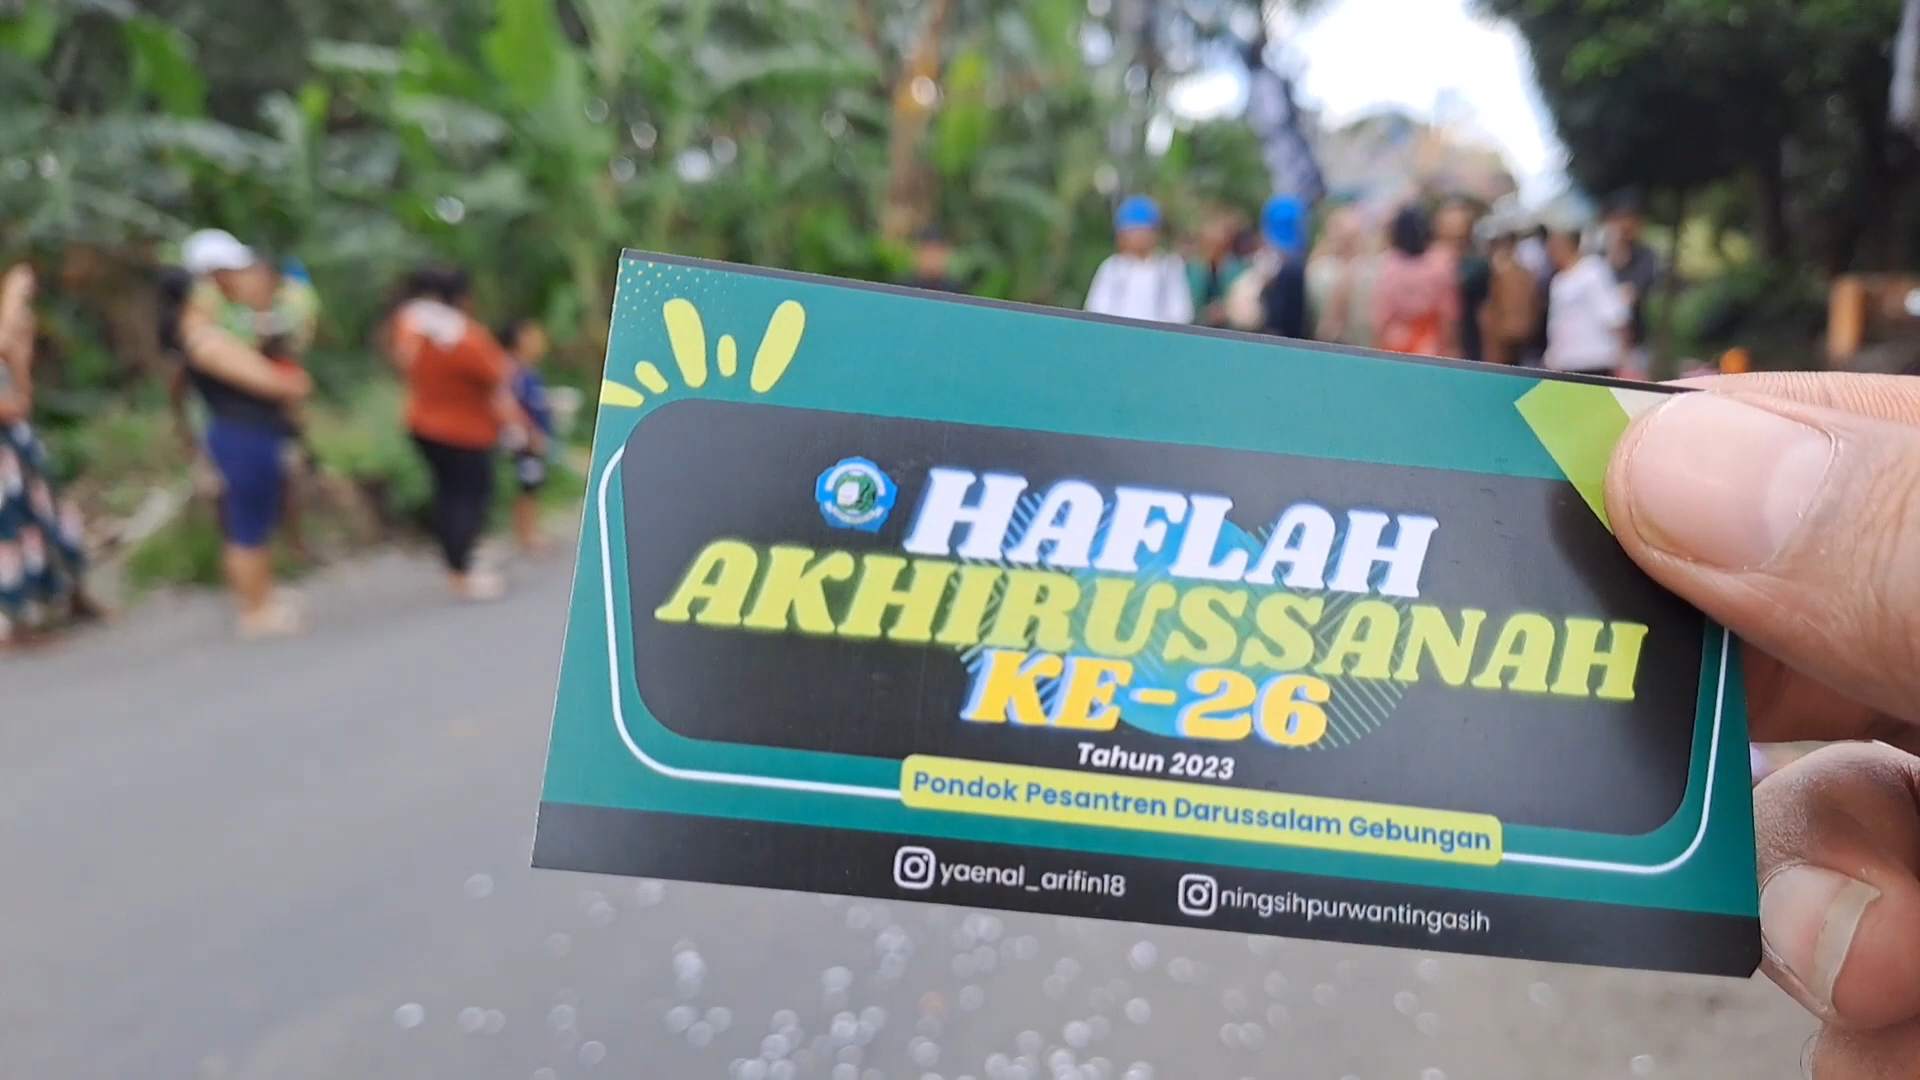 HAFLAH
AKHIRUSSANAH
KE-26
Tahun 2023
Pondok Pesantren Darussalam Gebungan
yaenal_arifin18 ningsihpurwantingasih